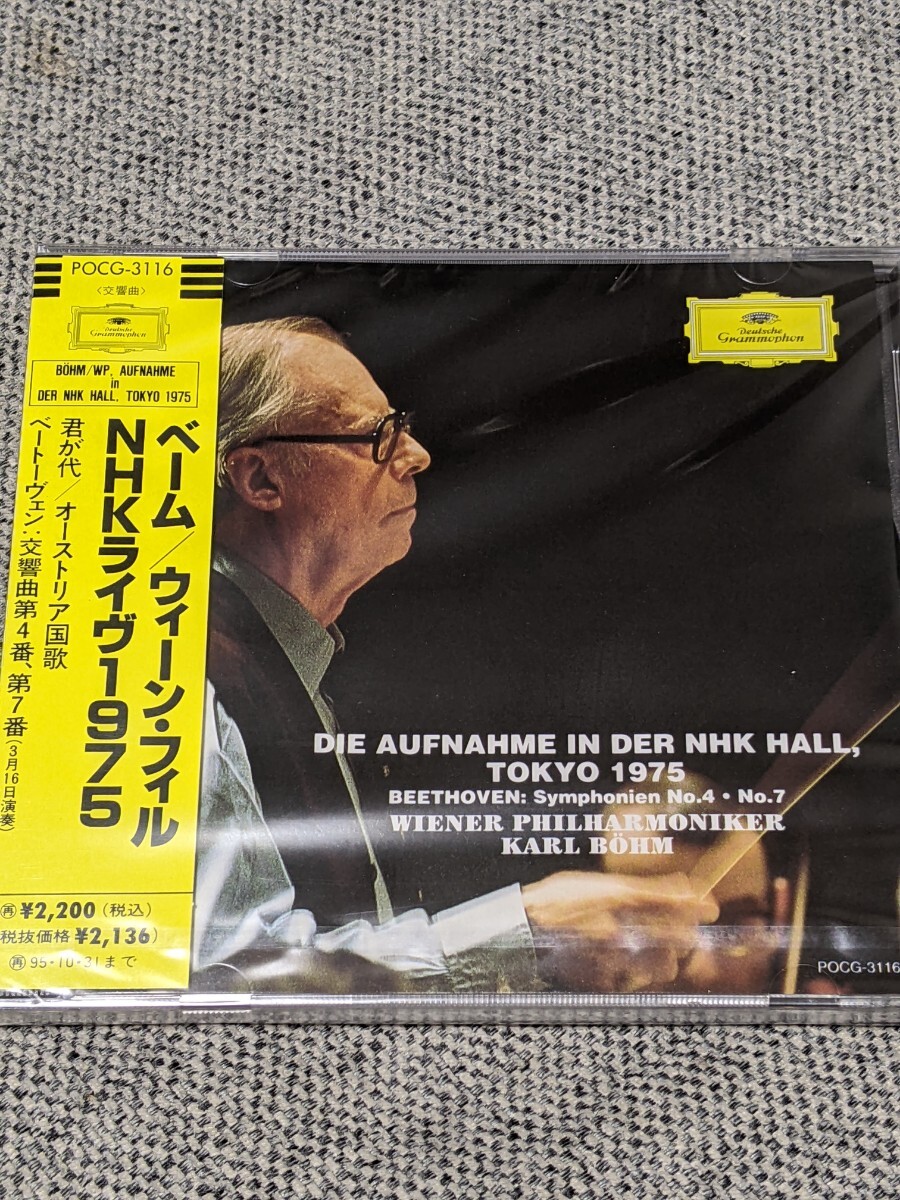 POCG-3116
〈交響曲〉
Deutsche
Grammophon
BÖHM/WP, AUFNAHME
in
DER NHK HALL, TOKYO 1975
ベーム/ウィーン・フィル
NHKライヴ1975
君が代/オーストリア国歌
ベートーヴェン:交響曲第4番、第7番(3月16日演奏)
再¥2,200(税込)
税抜価格¥2,136)
再95・10・31まで
Deutsche
Grammophon
DIE AUFNAHME IN DER NHK HALL,
TOKYO 1975
BEETHOVEN: Symphonien No.4・No.7
WIENER PHILHARMONIKER
KARL BÖHM
POCG-3116